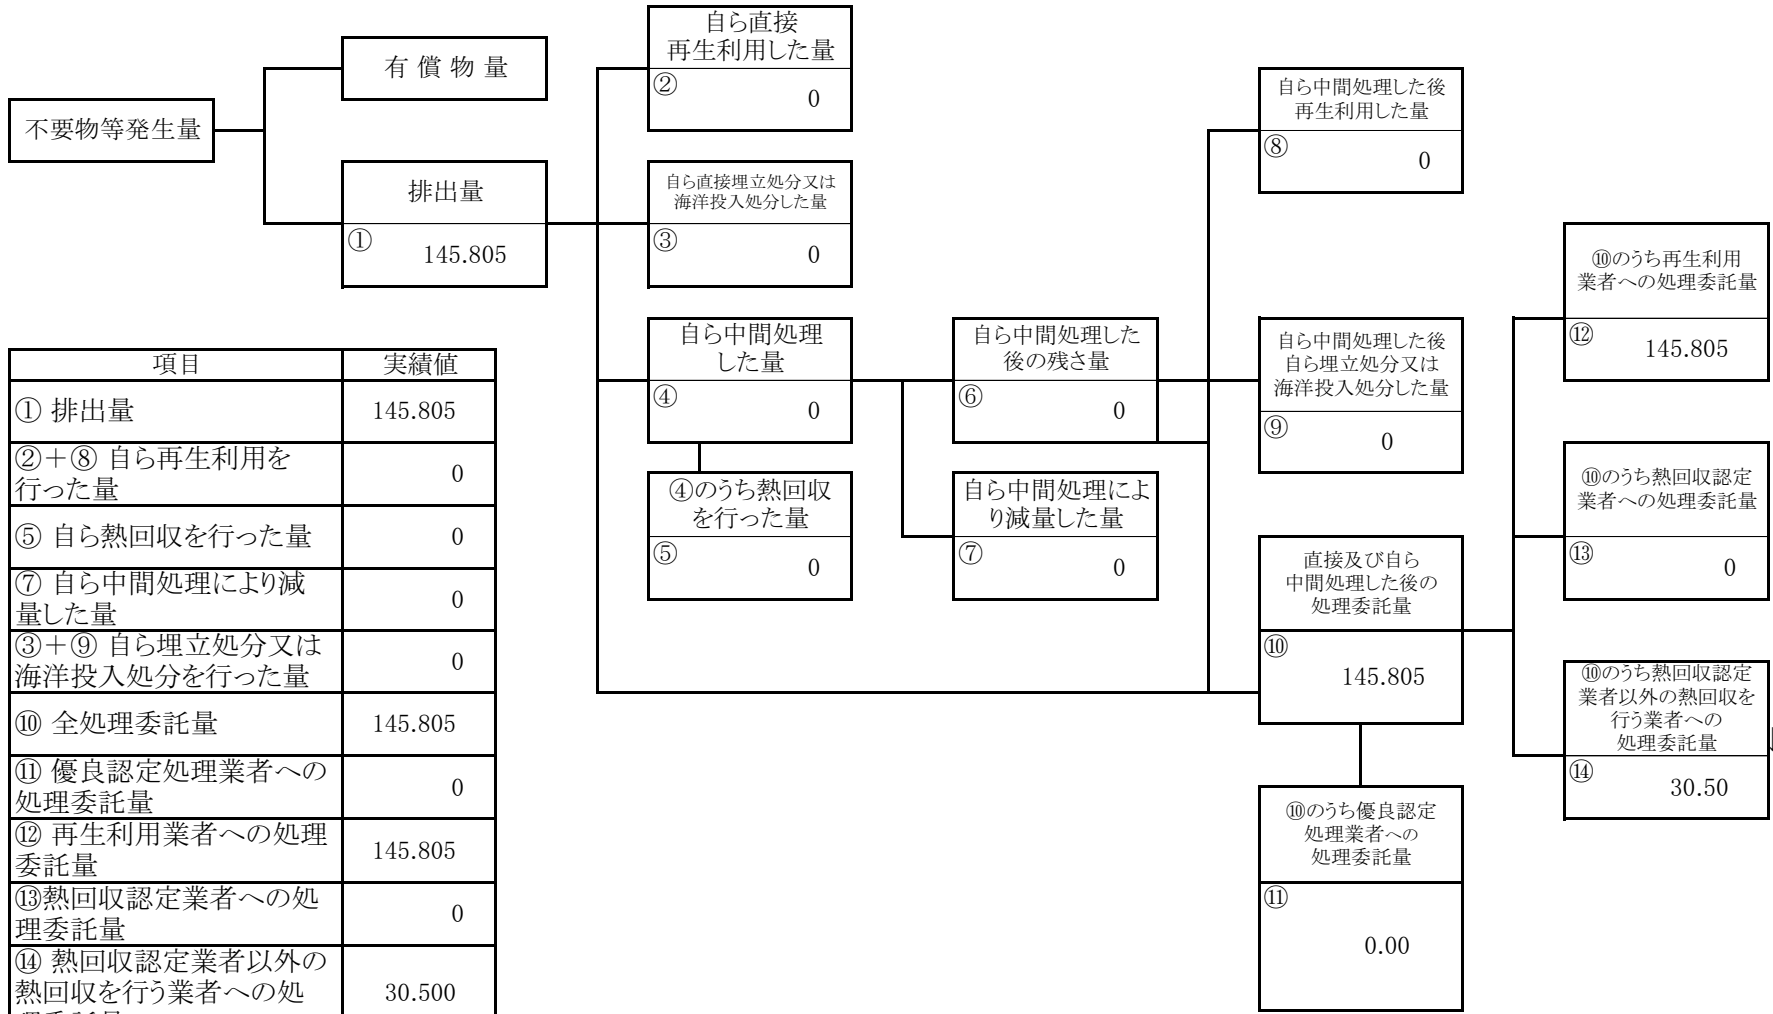 不要物等発生量
有 償 物 量
排出量
①
145.805
自ら直接
再生利用した量
②
0
自ら直接埋立処分又は
海洋投入処分した量
③
0
自ら中間処理
した量
④
0
④のうち熱回収
を行った量
⑤
0
自ら中間処理した
後の残さ量
⑥
0
自ら中間処理によ
り減量した量
⑦
0
自ら中間処理した後
再生利用した量
⑧
0
自ら中間処理した後
自ら埋立処分又は
海洋投入処分した量
⑨
0
直接及び自ら
中間処理した後の
処理委託量
⑩
145.805
⑩のうち優良認定
処理業者への
処理委託量
⑪
0.00
⑩のうち再生利用
業者への処理委託量
⑫
145.805
⑩のうち熱回収認定
業者への処理委託量
⑬
0
⑩のうち熱回収認定
業者以外の熱回収を
行う業者への
処理委託量
⑭
30.50
項目 実績値
① 排出量 145.805
②＋⑧ 自ら再生利用を
行った量
0
⑤ 自ら熱回収を行った量 0
⑦ 自ら中間処理により減
量した量
0
③＋⑨ 自ら埋立処分又は
海洋投入処分を行った量
0
⑩ 全処理委託量 145.805
⑪ 優良認定処理業者への
処理委託量
0
⑫ 再生利用業者への処理
委託量
145.805
⑬熱回収認定業者への処
理委託量
0
⑭ 熱回収認定業者以外の
熱回収を行う業者への処
30.500